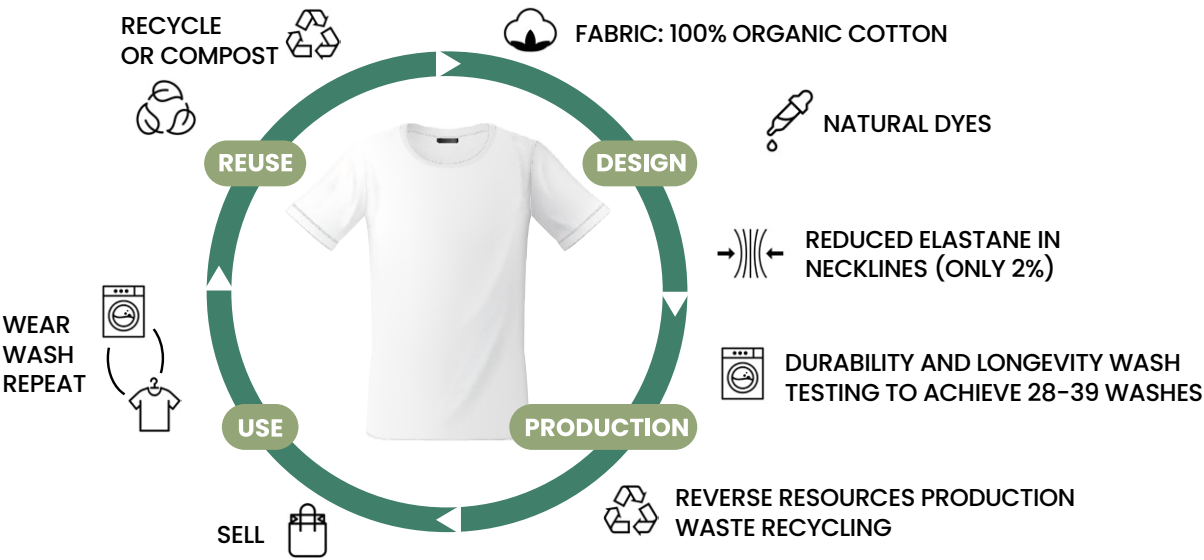 RECYCLE
OR COMPOST
FABRIC: 100% ORGANIC COTTON
NATURAL DYES
REUSE
DESIGN
REDUCED ELASTANE IN
NECKLINES (ONLY 2%)
WEAR
WASH
REPEAT
DURABILITY AND LONGEVITY WASH
TESTING TO ACHIEVE 28-39 WASHES
USE
PRODUCTION
REVERSE RESOURCES PRODUCTION
WASTE RECYCLING
SELL